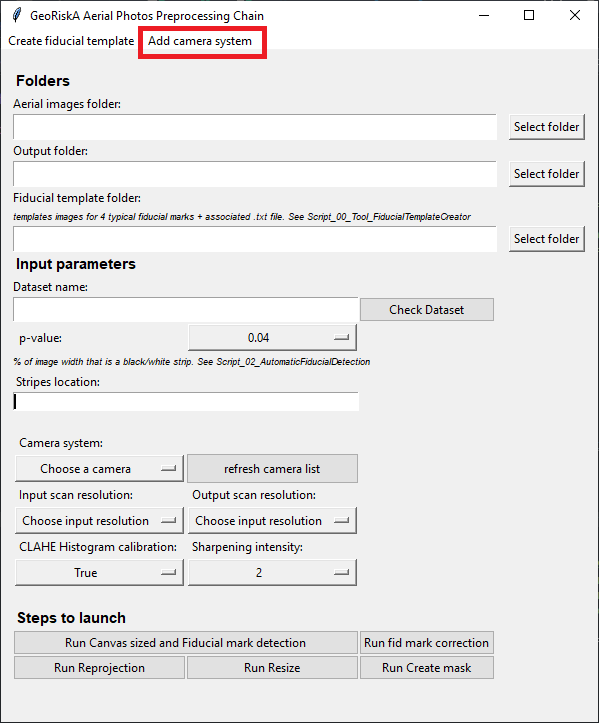 GeoRiskA Aerial Photos Preprocessing Chain
Create fiducial template Add camera system
Folders
Aerial images folder:
Select folder
Output folder:
Select folder
Fiducial template folder:
templates images for 4 typical fiducial marks + associated .txt file. See Script_00_Tool_FiducialTemplateCreator
Select folder
Input parameters
Dataset name:
Check Dataset
p-value: 0.04
% of image width that is a black/white strip. See Script_02_AutomaticFiducialDetection
Stripes location:
Camera system:
Choose a camera refresh camera list
Input scan resolution: Output scan resolution:
Choose input resolution Choose input resolution
CLAHE Histogram calibration: Sharpening intensity:
True 2
Steps to launch
Run Canvas sized and Fiducial mark detection Run fid mark correction
Run Reprojection Run Resize Run Create mask